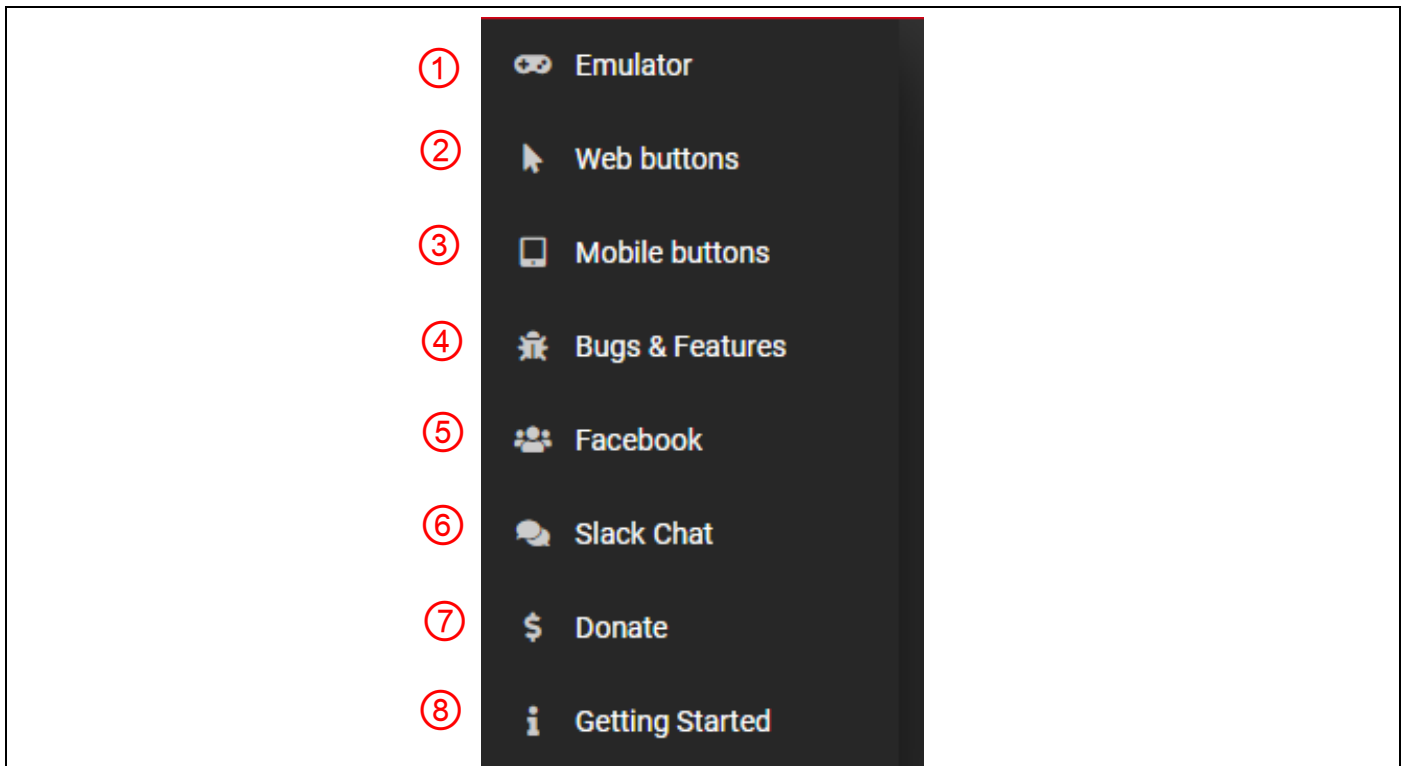 ① Emulator
② Web buttons
③ Mobile buttons
④ Bugs & Features
⑤ Facebook
⑥ Slack Chat
⑦ $ Donate
⑧ Getting Started